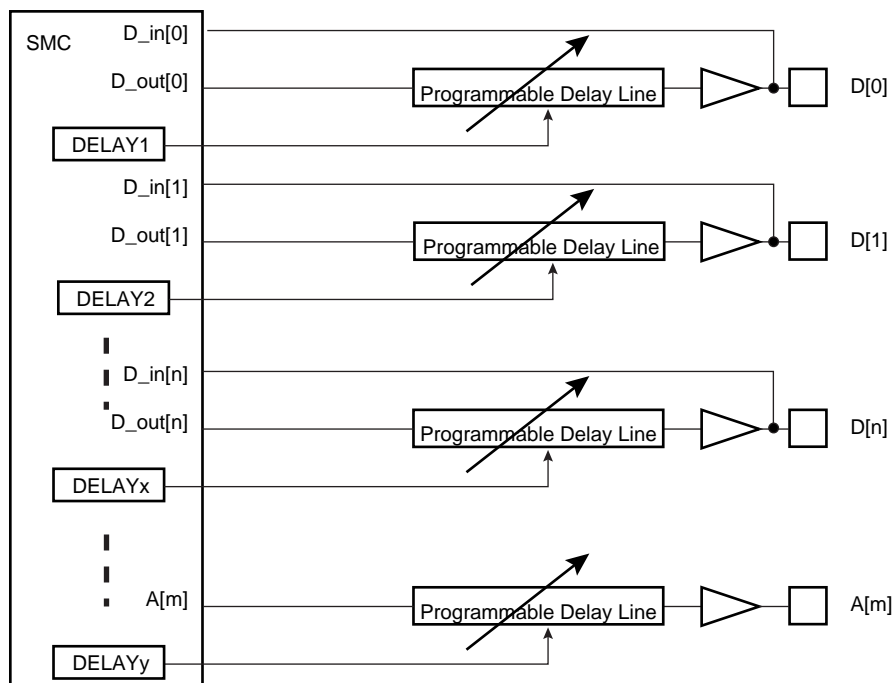 SMC
D_in[0]
D_out[0]
Programmable Delay Line
D[0]
DELAY1
D_in[1]
D_out[1]
Programmable Delay Line
D[1]
DELAY2
D_in[n]
D_out[n]
Programmable Delay Line
D[n]
DELAYx
A[m]
Programmable Delay Line
A[m]
DELAYy